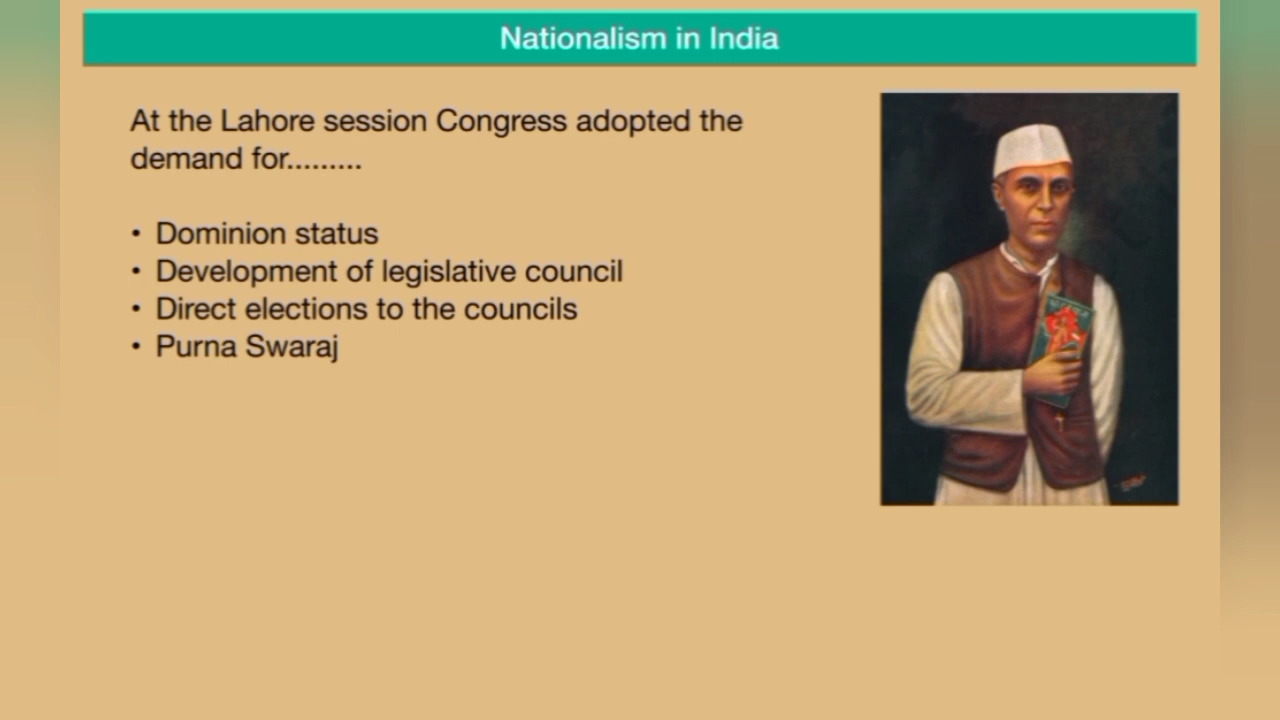 Nationalism in India
At the Lahore session Congress adopted the
demand for.........
• Dominion status
• Development of legislative council
• Direct elections to the councils
• Purna Swaraj